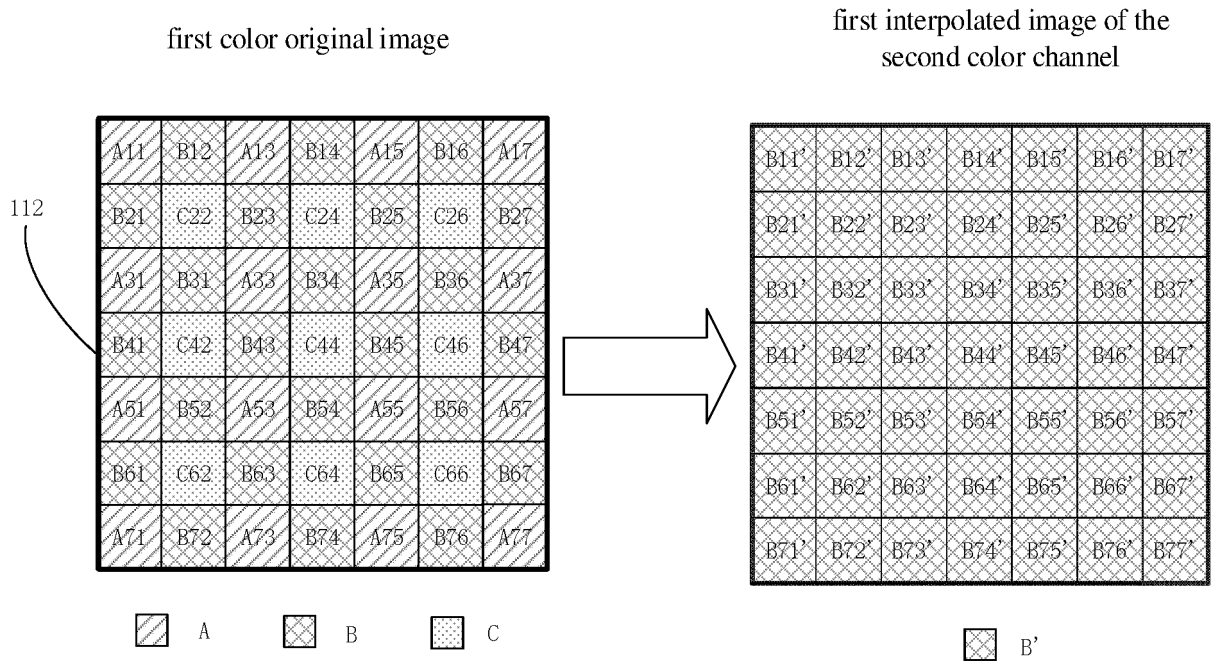 first color original image
first interpolated image of the
second color channel
112
A11 B12 A13 B14 A15 B16 A17
B21 C22 B23 C24 B25 C26 B27
A31 B31 A33 B34 A35 B36 A37
B41 C42 B43 C44 B45 C46 B47
A51 B52 A53 B54 A55 B56 A57
B61 C62 B63 C64 B65 C66 B67
A71 B72 A73 B74 A75 B76 A77
A B C
B11’ B12’ B13’ B14’ B15’ B16’ B17’
B21’ B22’ B23’ B24’ B25’ B26’ B27’
B31’ B32’ B33’ B34’ B35’ B36’ B37’
B41’ B42’ B43’ B44’ B45’ B46’ B47’
B51’ B52’ B53’ B54’ B55’ B56’ B57’
B61’ B62’ B63’ B64’ B65’ B66’ B67’
B71’ B72’ B73’ B74’ B75’ B76’ B77’
B’